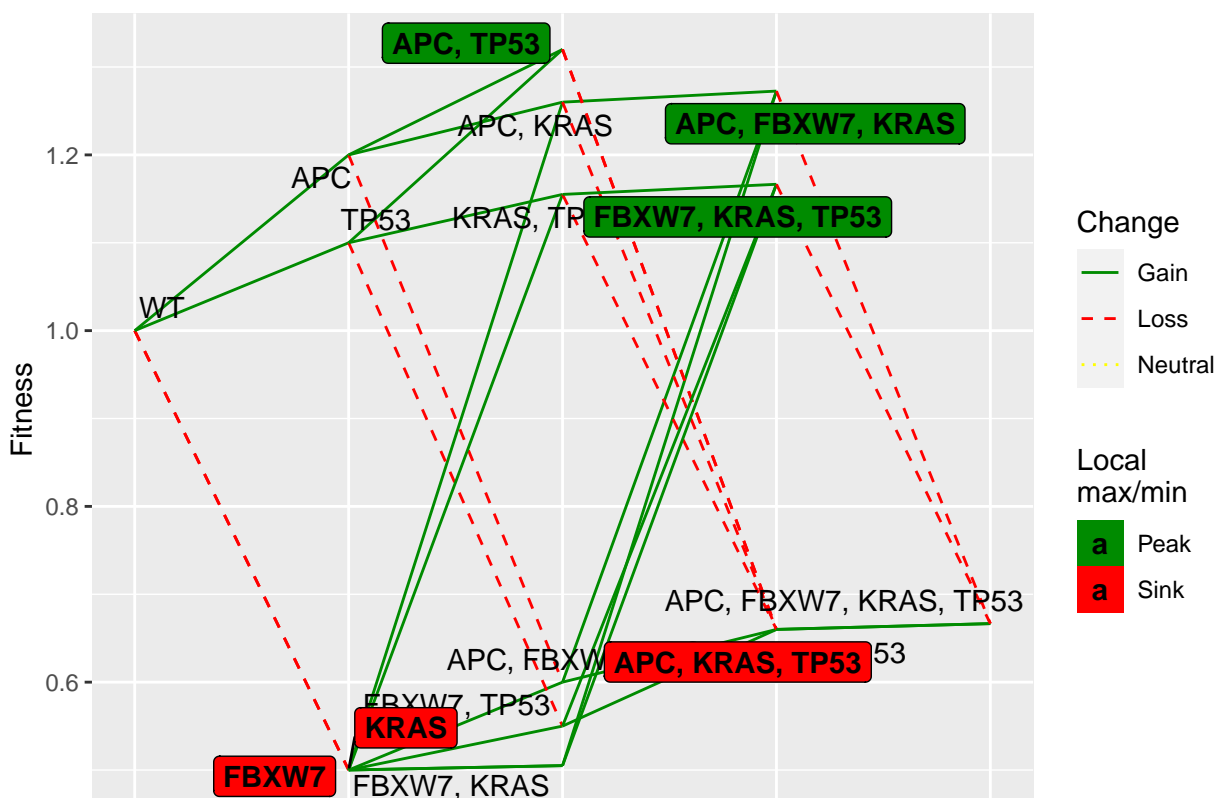 APC, TP53
APC, KRAS
APC, FBXW7, KRAS
1.2
APC
TP53
KRAS, TP
FBXW7, KRAS, TP53
WT
1.0
Fitness
0.8
APC, FBXW7, KRAS, TP53
APC, FBXW
APC, KRAS, TP53
53
0.6
FBXW7, TP53
KRAS
FBXW7
FBXW7, KRAS
Change
Gain
Loss
Neutral
Local
max/min
a Peak
a Sink